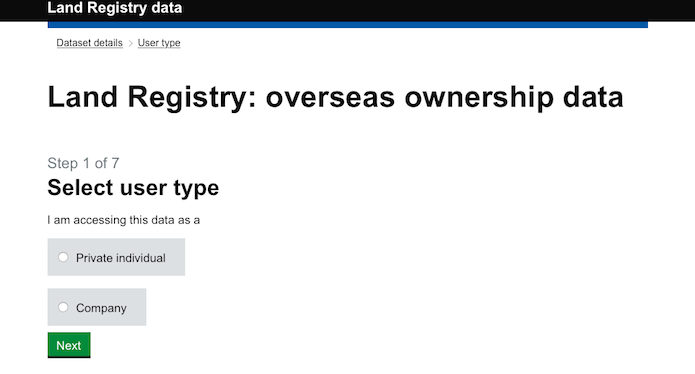 Land Registry data
Dataset details > User type
Land Registry: overseas ownership data
Step 1 of 7
Select user type
I am accessing this data as a
Private individual
Company
Next